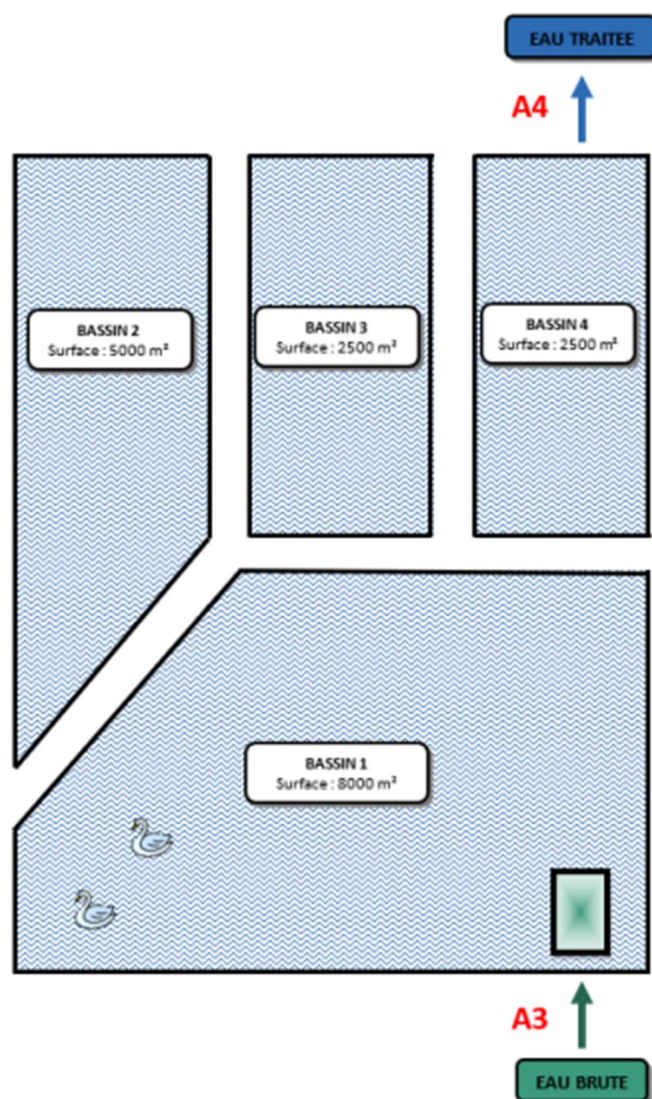 EAU TRAITEE
A4
BASSIN 2
Surface : 5000 m²
BASSIN 3
Surface : 2500 m²
BASSIN 4
Surface : 2500 m²
BASSIN 1
Surface : 8000 m²
A3
EAU BRUTE